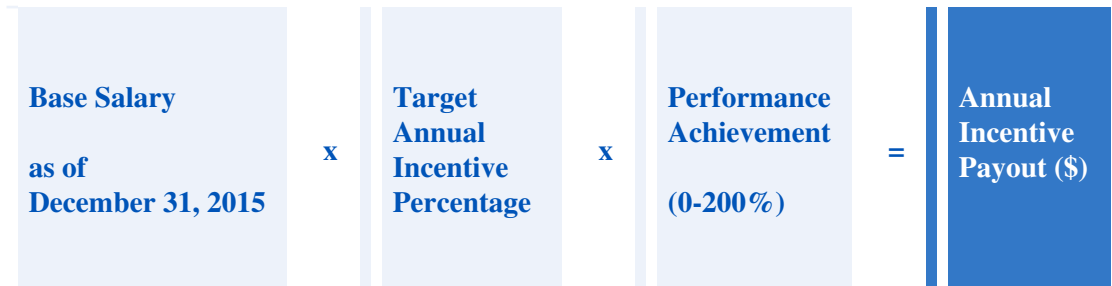 Base Salary
as of
December 31, 2015
x
Target
Annual
Incentive
Percentage
x
Performance
Achievement
(0-200%)
=
Annual
Incentive
Payout ($)